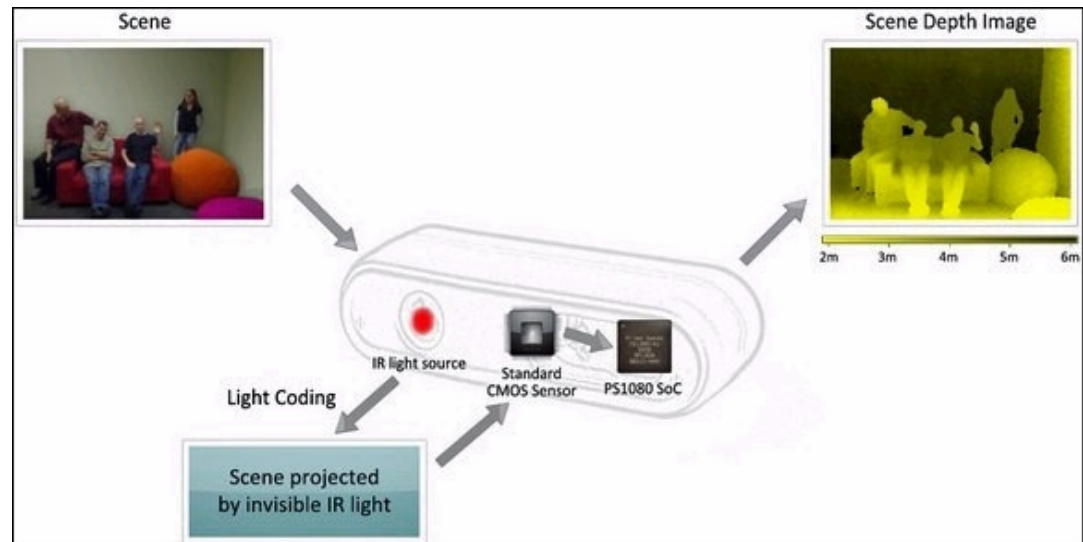 Scene
Scene Depth Image
2m 3m 4m 5m 6m
IR light source
Standard
CMOS Sensor
PS1080 SoC
Light Coding
Scene projected
by invisible IR light